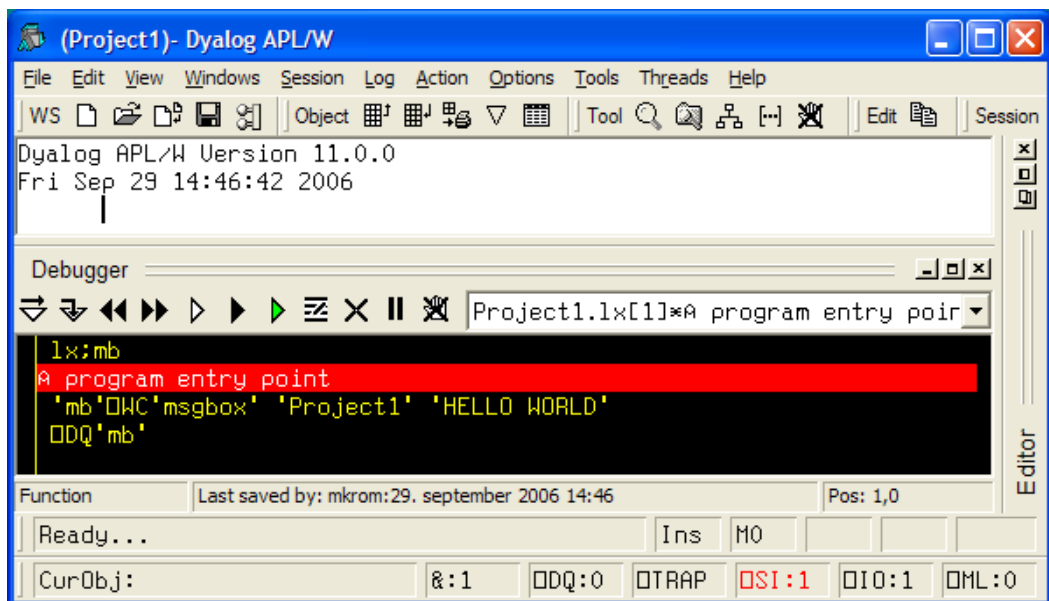 (Project1)- Dyalog APL/W
File Edit View Windows Session Log Action Options Tools Threads Help
WS Object Tool Edit Session
Dyalog APL/W Version 11.0.0
Fri Sep 29 14:46:42 2006
Debugger
Project1.lx[1]*⍝ program entry poin
lx;mb
⍝ program entry point
'mb'⎕WC'msgbox' 'Project1' 'HELLO WORLD'
⎕DQ'mb'
Editor
Function Last saved by: mkrom:29. september 2006 14:46 Pos: 1,0
Ready... Ins MO
CurObj: &:1 ⎕DQ:0 ⎕TRAP ⎕SI:1 ⎕IO:1 ⎕ML:0